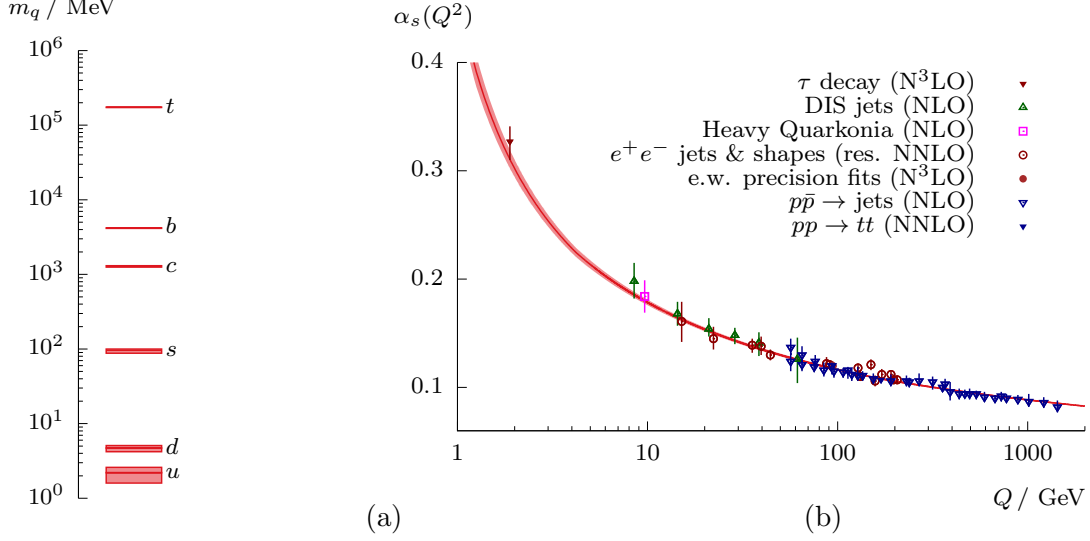 m_q / MeV
10^6
10^5
10^4
10^3
10^2
10^1
10^0
t
b
c
s
d
u
(a)
α_s(Q^2)
0.4
0.3
0.2
0.1
τ decay (N^3LO)
DIS jets (NLO)
Heavy Quarkonia (NLO)
e^+e^- jets & shapes (res. NNLO)
e.w. precision fits (N^3LO)
pp̄ → jets (NLO)
pp → tt (NNLO)
1
10
100
1000
Q / GeV
(b)